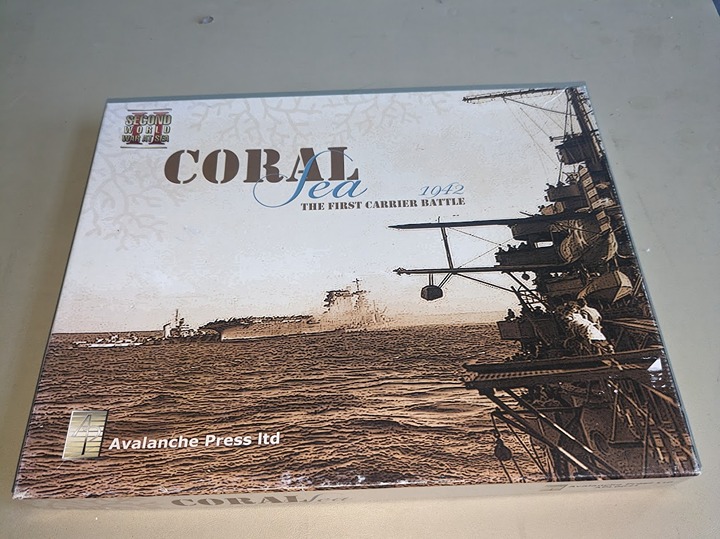 SECOND
WORLD
WAR AT SEA
CORAL
Sea
1942
THE FIRST CARRIER BATTLE
Avalanche Press ltd
CORAL Sea